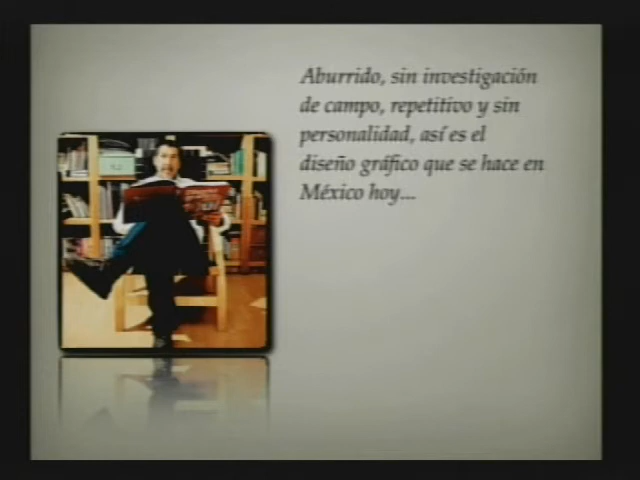 Aburrido, sin investigación
de campo, repetitivo y sin
personalidad, así es el
diseño gráfico que se hace en
México hoy...